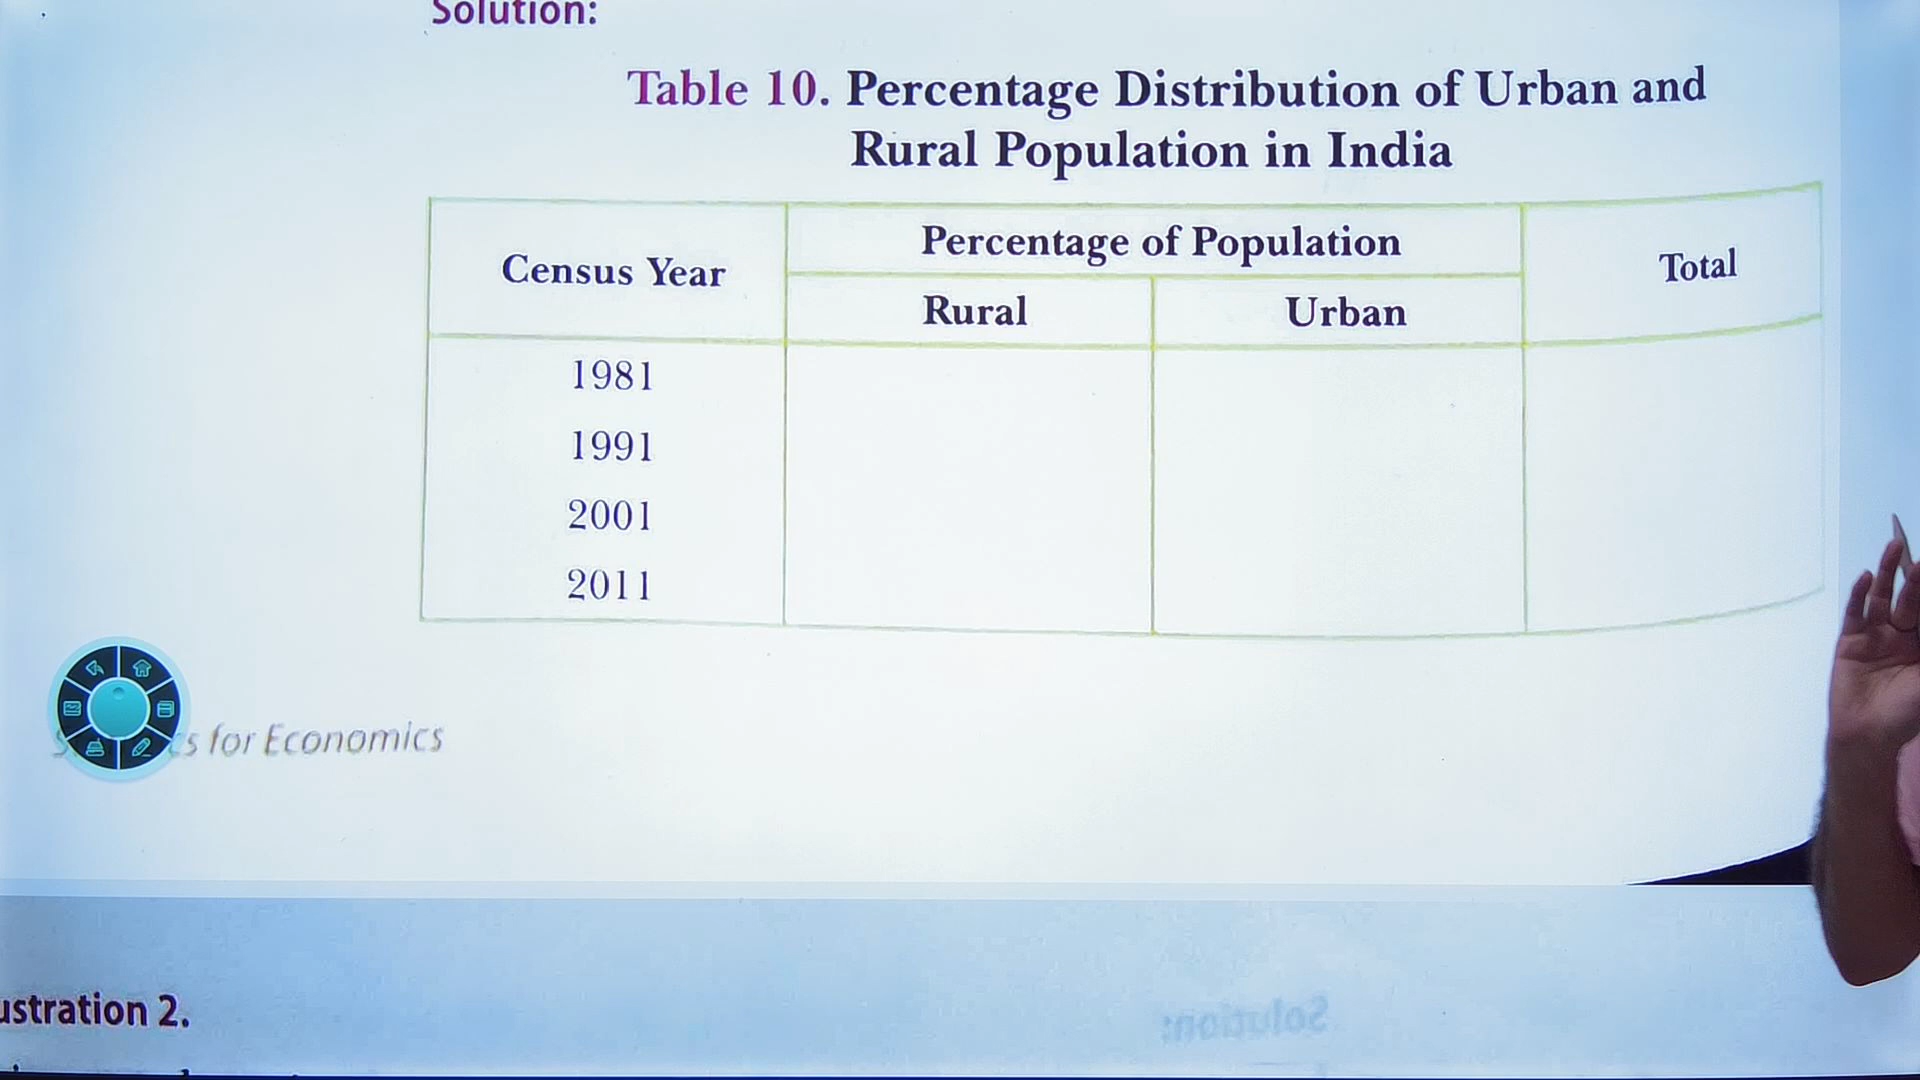 Solution:
Table 10. Percentage Distribution of Urban and
Rural Population in India
Census Year
Percentage of Population
Total
Rural
Urban
1981
1991
2001
2011
for Economics
ustration 2.
Solution: